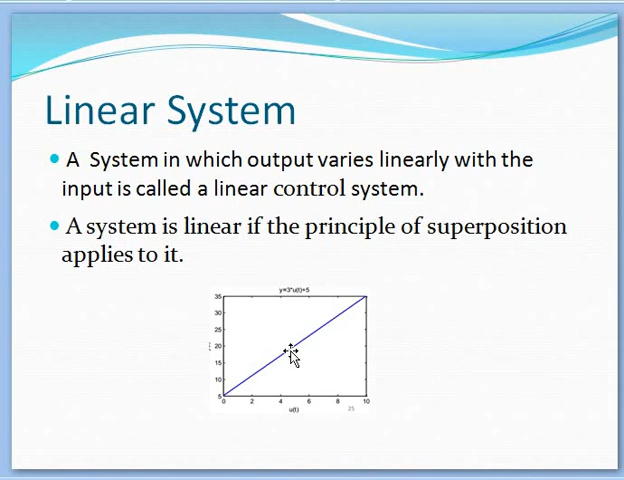 Linear System
A System in which output varies linearly with the
input is called a linear control system.
A system is linear if the principle of superposition
applies to it.
y=3*u(t)+5
35
30
25
20
15
10
5
0 2 4 6 8 10
u(t)
25